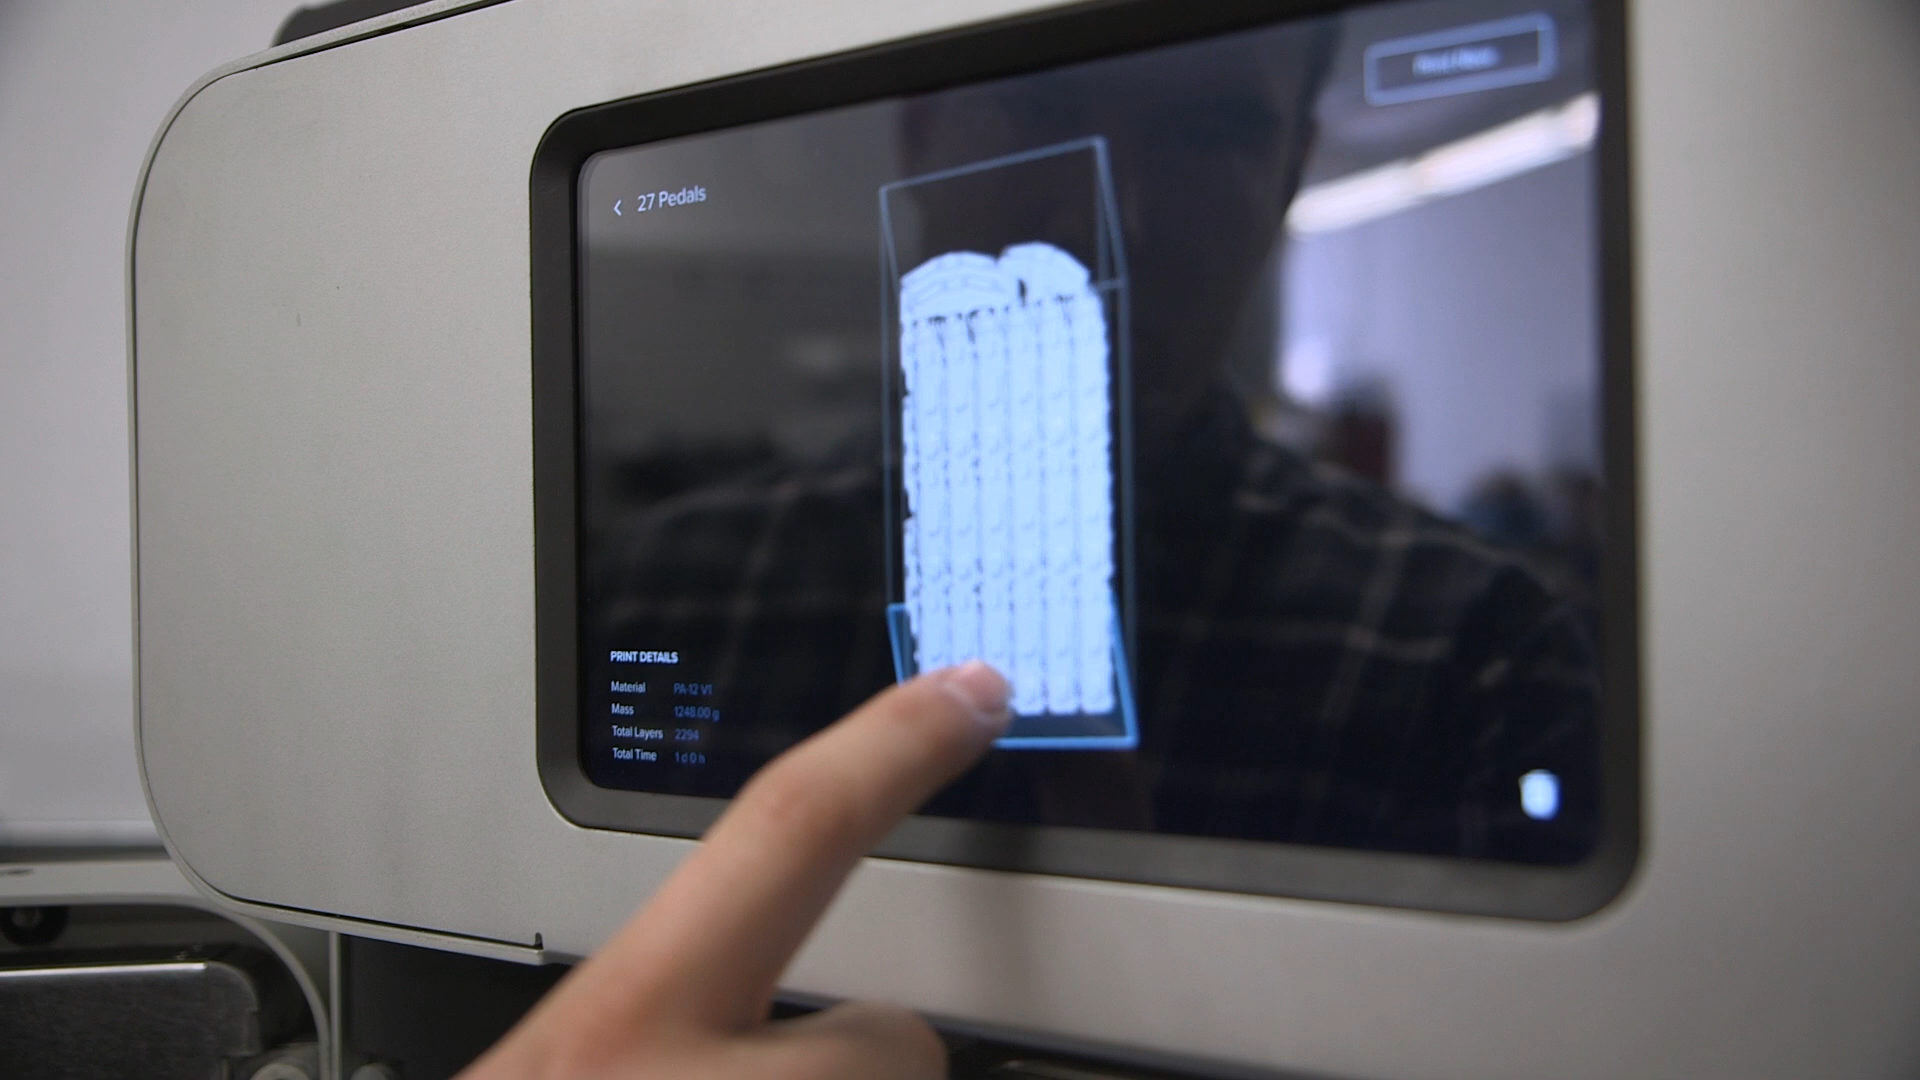 < 27 Pedals
PRINT DETAILS
Material PA-12 V1
Mass 1248.00 g
Total Layers 2294
Total Time 1 d 0 h